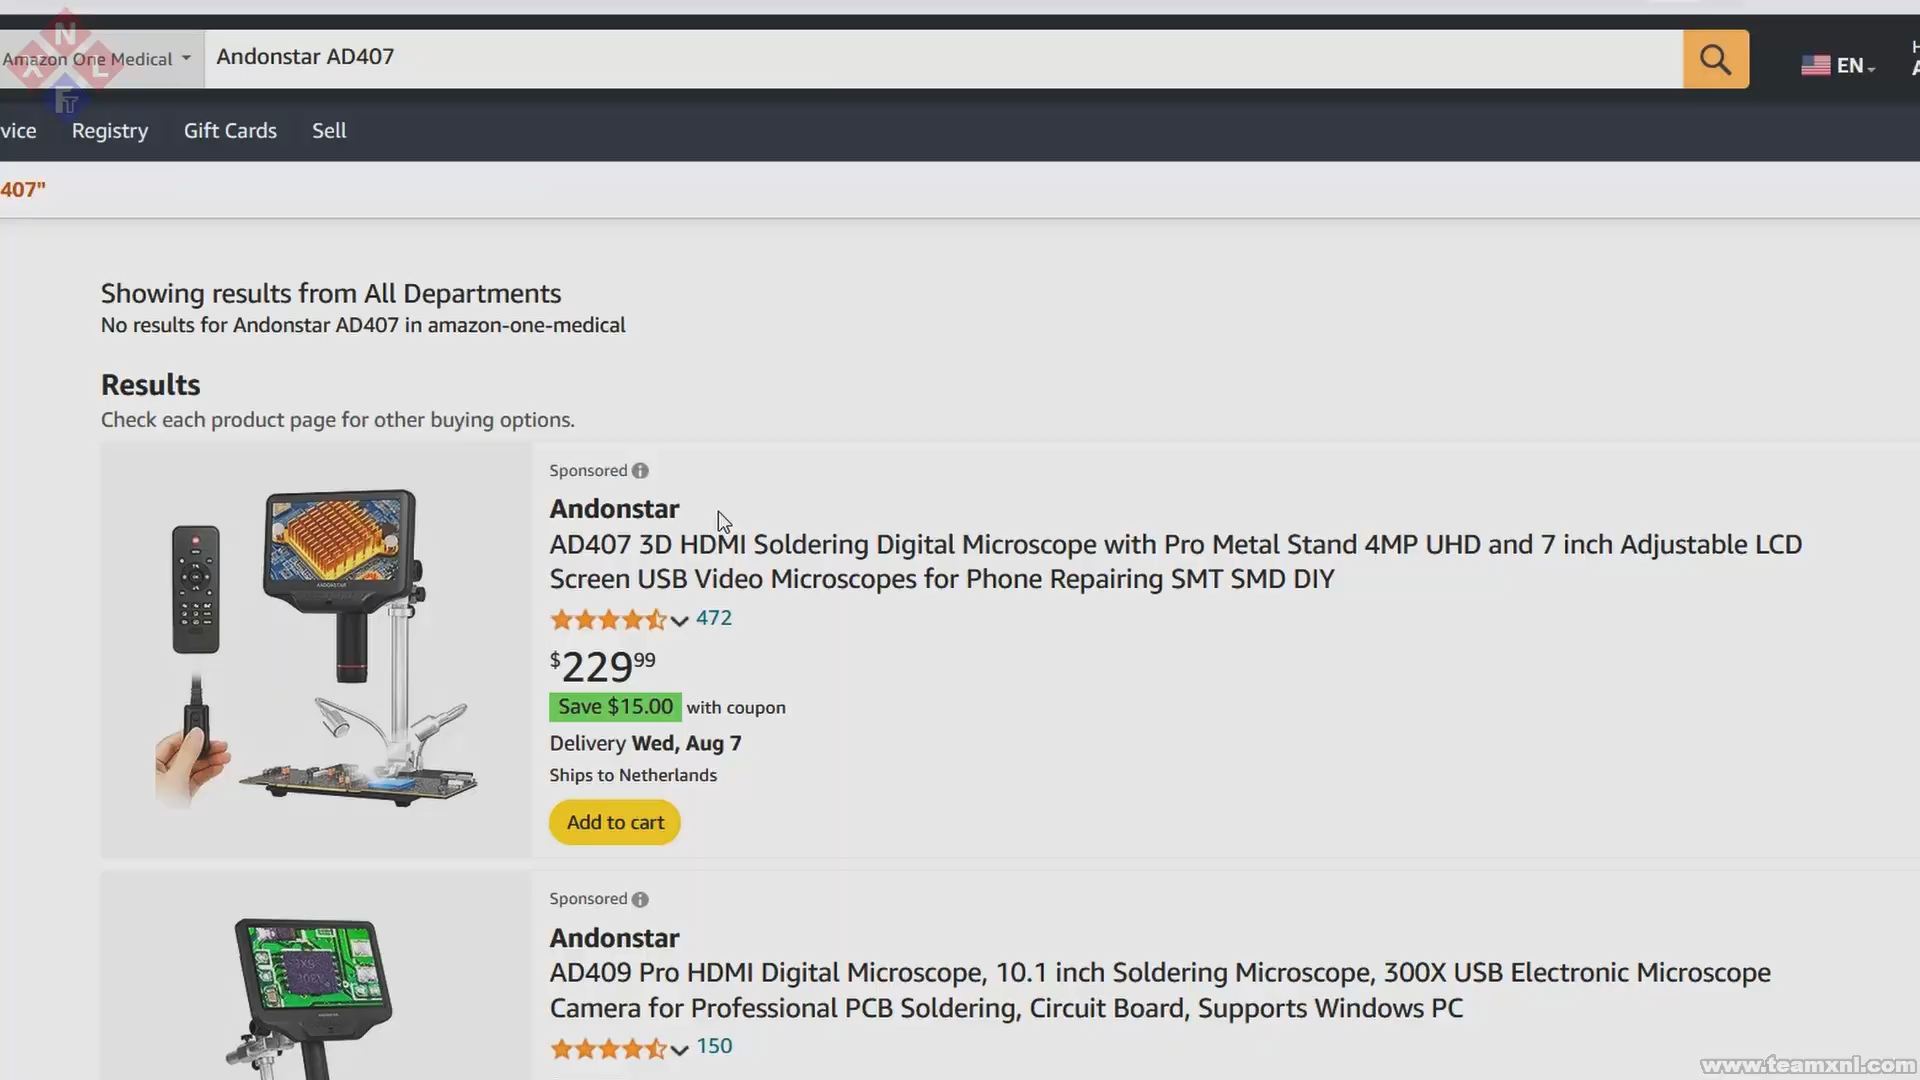 Amazon One Medical
Andonstar AD407
EN
N
X L
FT
vice
Registry
Gift Cards
Sell
407"
Showing results from All Departments
No results for Andonstar AD407 in amazon-one-medical
Results
Check each product page for other buying options.
Sponsored
Andonstar
AD407 3D HDMI Soldering Digital Microscope with Pro Metal Stand 4MP UHD and 7 inch Adjustable LCD
Screen USB Video Microscopes for Phone Repairing SMT SMD DIY
472
$229.99
Save $15.00 with coupon
Delivery Wed, Aug 7
Ships to Netherlands
Add to cart
Sponsored
Andonstar
AD409 Pro HDMI Digital Microscope, 10.1 inch Soldering Microscope, 300X USB Electronic Microscope
Camera for Professional PCB Soldering, Circuit Board, Supports Windows PC
150
www.teamxnl.com